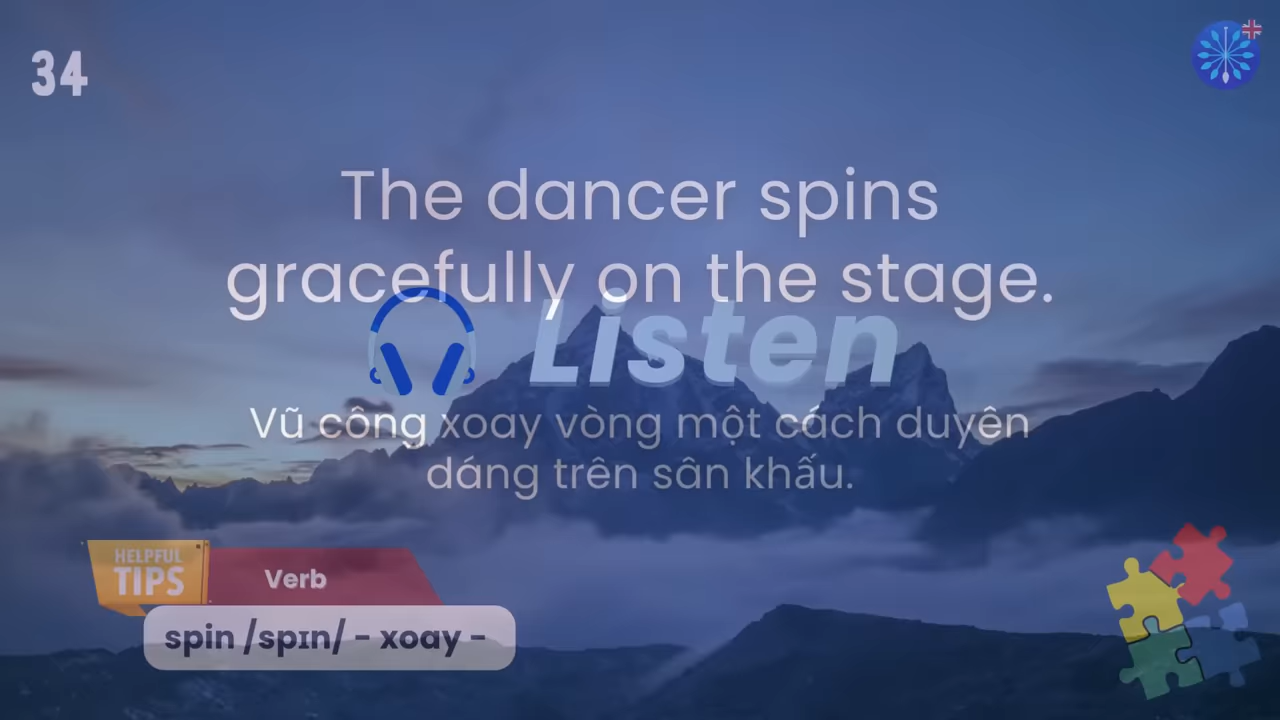 34
The dancer spins
gracefully on the stage.
Listen
Vũ công xoay vòng một cách duyên
dáng trên sân khấu.
HELPFUL
TIPS
Verb
spin /spɪn/ - xoay -